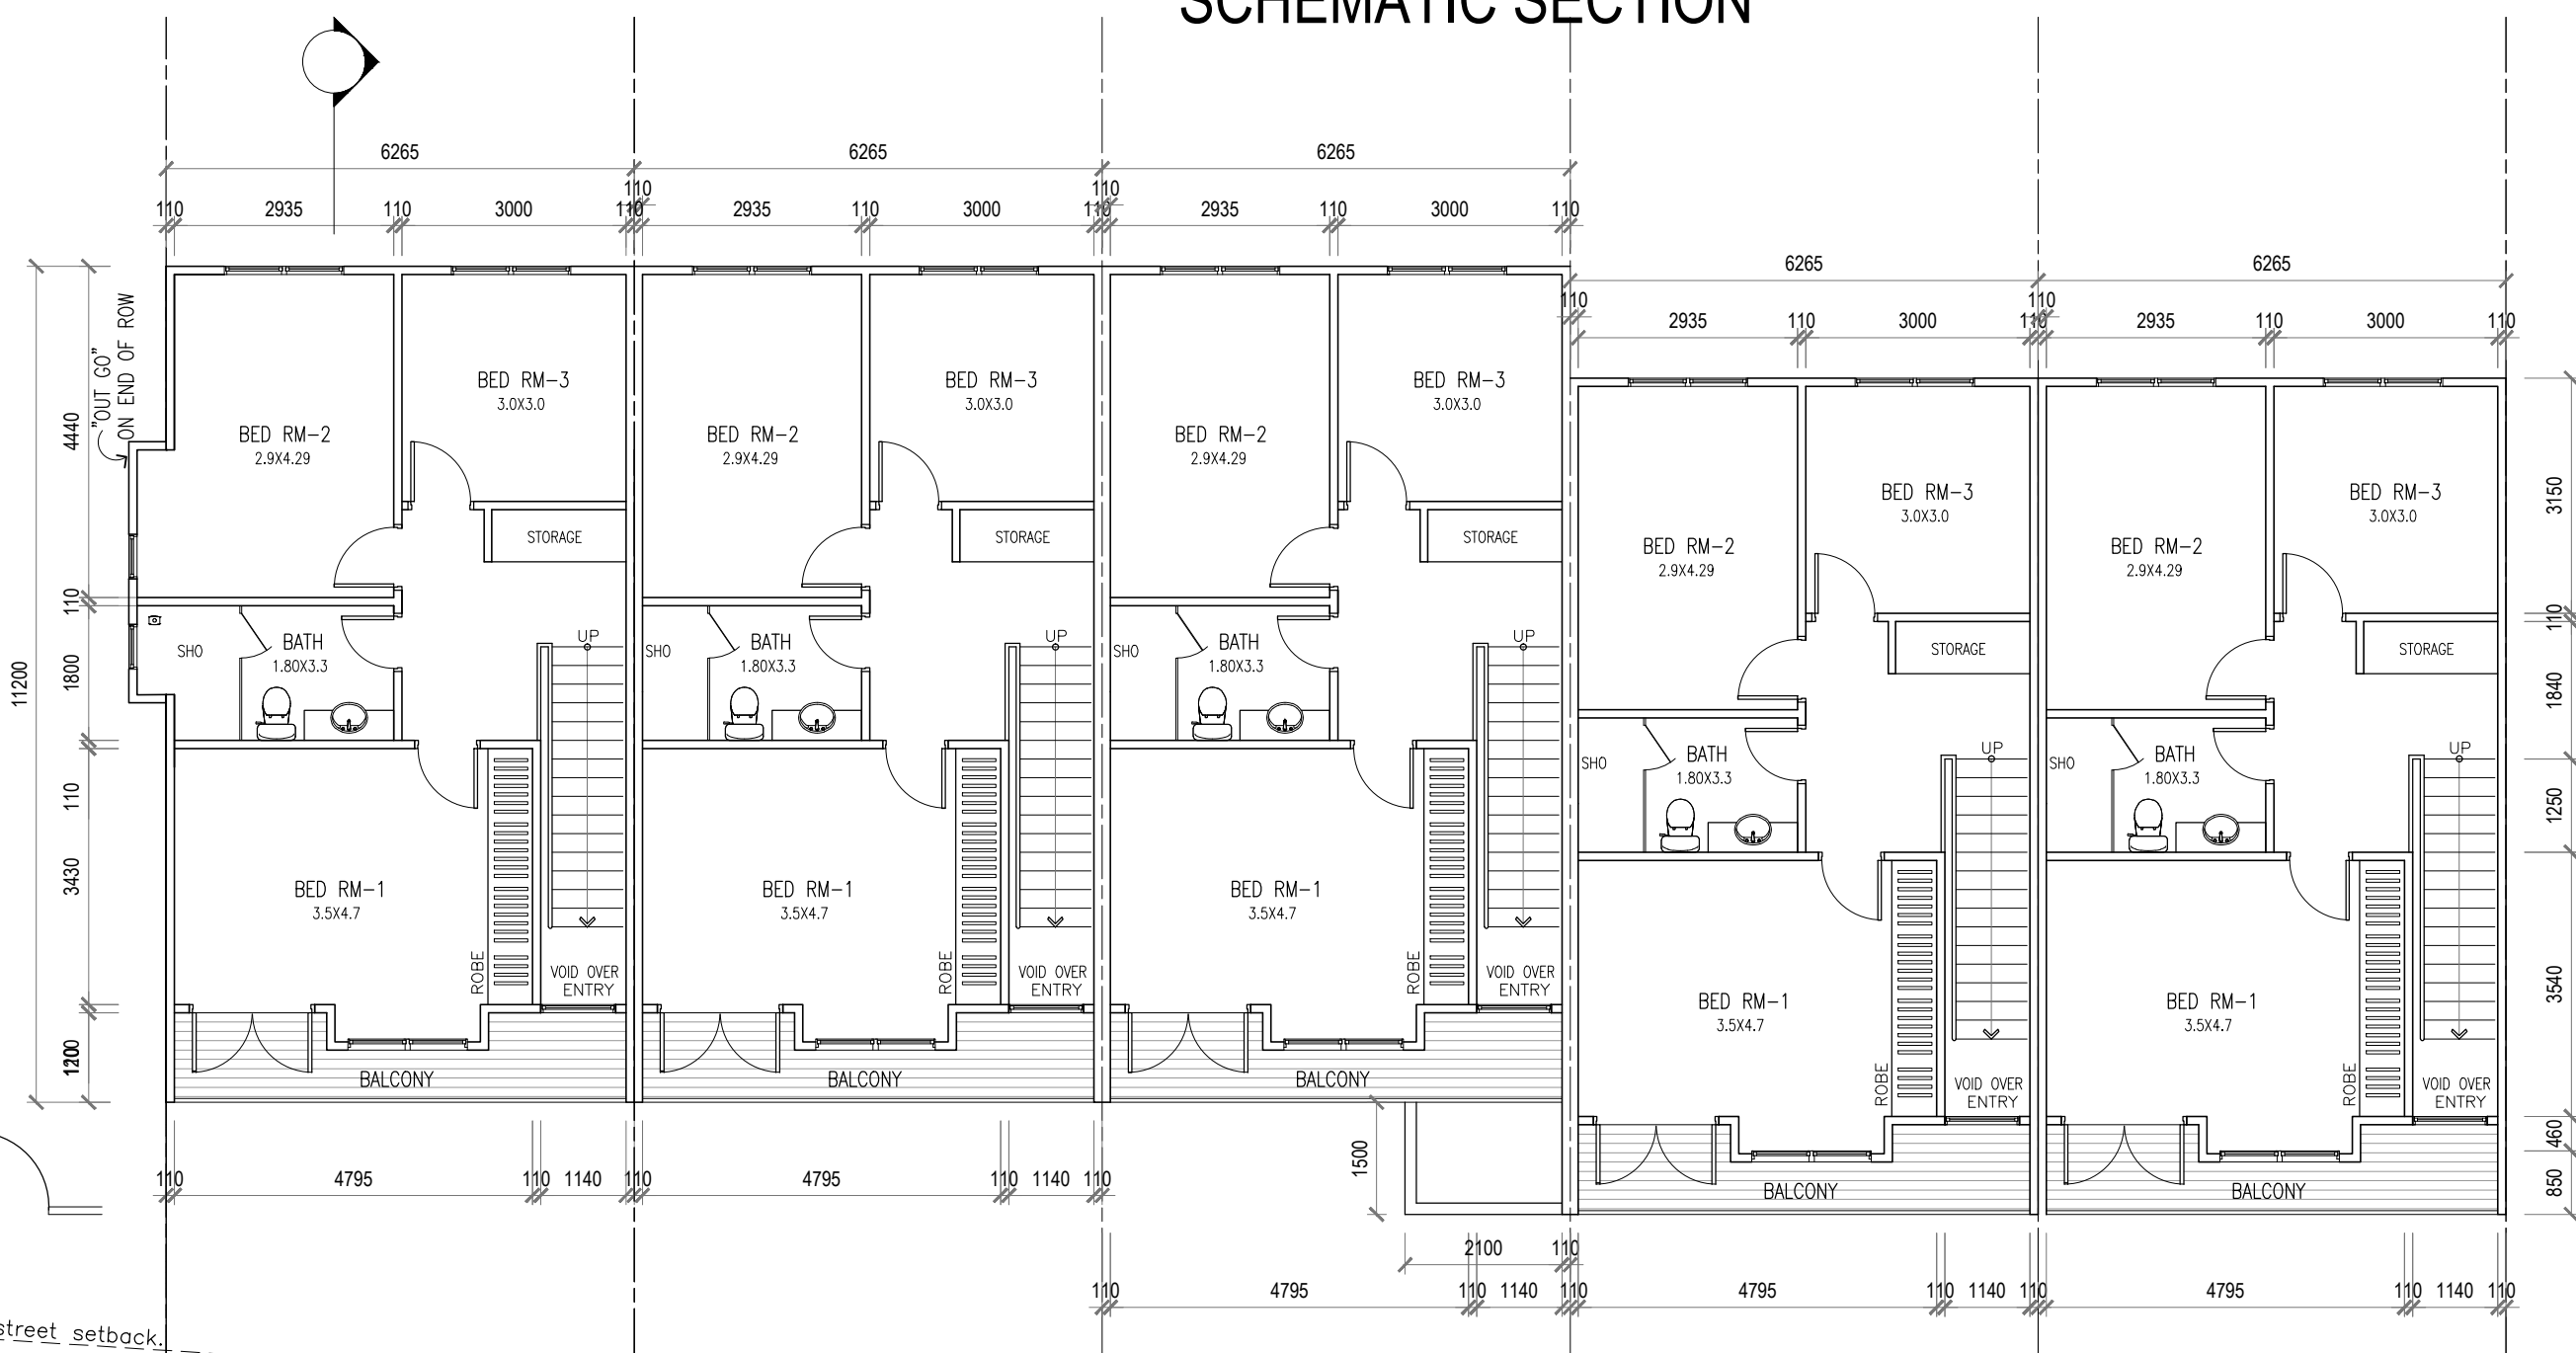 SCHEMATIC SECTION
6265 6265 6265
110 110
110 2935 110 3000 110 2935 110 3000 110 2935 110 3000 110
6265 6265
110 110
2935 110 3000 110 2935 110 3000 110
"OUT GO"
ON END OF ROW
11200
4440
110
1800
110
3430
1200
BED RM-2
2.9X4.29
BED RM-3
3.0X3.0
STORAGE
SHO
BATH
1.80X3.3
UP
BED RM-1
3.5X4.7
ROBE
VOID OVER
ENTRY
BALCONY
BED RM-2
2.9X4.29
BED RM-3
3.0X3.0
STORAGE
SHO
BATH
1.80X3.3
UP
BED RM-1
3.5X4.7
ROBE
VOID OVER
ENTRY
BALCONY
BED RM-2
2.9X4.29
BED RM-3
3.0X3.0
STORAGE
SHO
BATH
1.80X3.3
UP
BED RM-1
3.5X4.7
ROBE
VOID OVER
ENTRY
BALCONY
BED RM-2
2.9X4.29
BED RM-3
3.0X3.0
STORAGE
SHO
BATH
1.80X3.3
UP
BED RM-1
3.5X4.7
ROBE
VOID OVER
ENTRY
BALCONY
BED RM-2
2.9X4.29
BED RM-3
3.0X3.0
STORAGE
SHO
BATH
1.80X3.3
UP
BED RM-1
3.5X4.7
ROBE
VOID OVER
ENTRY
BALCONY
3150
110
1840
1250
3540
460
850
1500
110 4795 110 1140 110 4795 110 1140 110
2100 110
110 4795 110 1140 110 4795 110 1140 110 4795 110 1140 110
street setback.